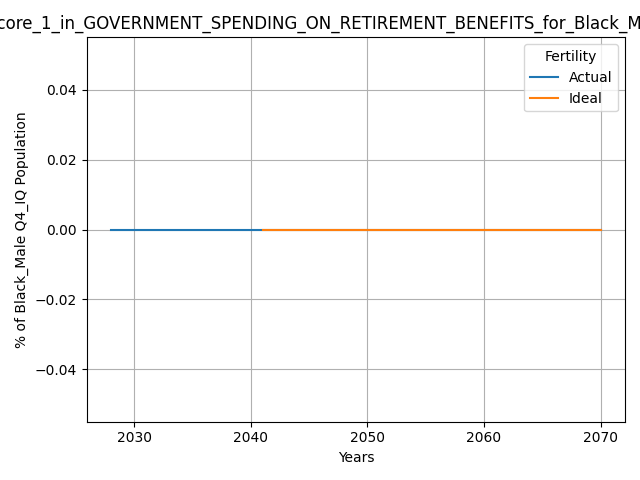 core_1_in_GOVERNMENT_SPENDING_ON_RETIREMENT_BENEFITS_for_Black_M
Fertility
Actual
Ideal
0.04
0.02
0.00
−0.02
−0.04
% of Black_Male Q4_IQ Population
2030 2040 2050 2060 2070
Years